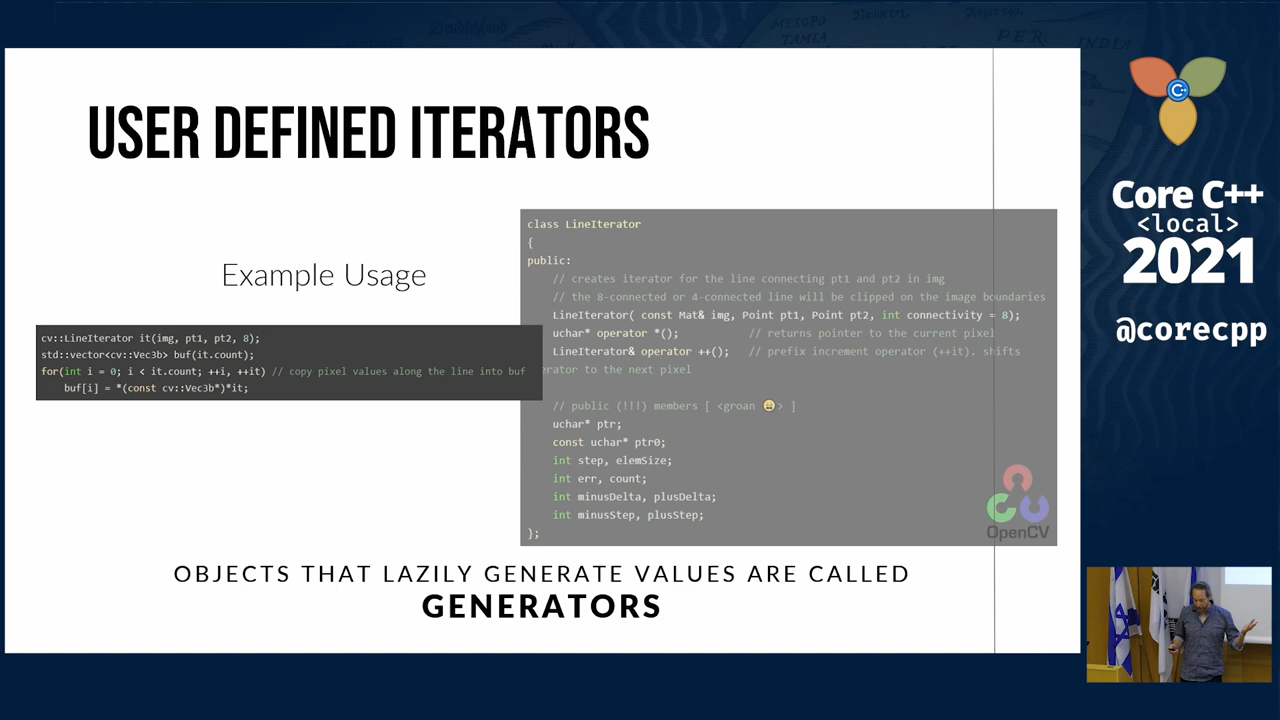 USER DEFINED ITERATORS
Example Usage
cv::LineIterator it(img, pt1, pt2, 8);
std::vector<cv::Vec3b> buf(it.count);
for(int i = 0; i < it.count; ++i, ++it) // copy pixel values along the line into buf
    buf[i] = *(const cv::Vec3b*)*it;
class LineIterator
{
public:
    // creates iterator for the line connecting pt1 and pt2 in img
    // the 8-connected or 4-connected line will be clipped on the image boundaries
    LineIterator( const Mat& img, Point pt1, Point pt2, int connectivity = 8);
    uchar* operator *();           // returns pointer to the current pixel
    LineIterator& operator ++();   // prefix increment operator (++it). shifts
erator to the next pixel
    // public (!!!) members [ <groan 😩> ]
    uchar* ptr;
    const uchar* ptr0;
    int step, elemSize;
    int err, count;
    int minusDelta, plusDelta;
    int minusStep, plusStep;
};
OpenCV
OBJECTS THAT LAZILY GENERATE VALUES ARE CALLED
GENERATORS
C++
Core C++
<local>
2021
@corecpp
MESOPO
TAMIA
PER
INDIA